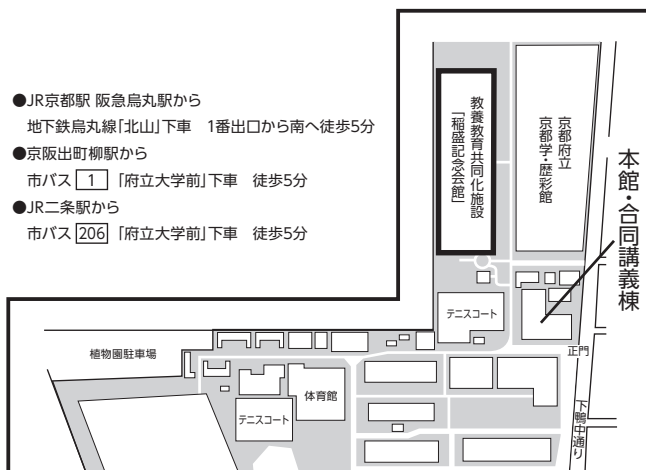 ●JR京都駅 阪急烏丸駅から
地下鉄烏丸線「北山」下車 1番出口から南へ徒歩5分
●京阪出町柳駅から
市バス 1 「府立大学前」下車 徒歩5分
●JR二条駅から
市バス 206 「府立大学前」下車 徒歩5分
教養教育共同化施設
「稲盛記念会館」
京都府立
京都学・歴彩館
本館・合同講義棟
テニスコート
植物園駐車場
正門
体育館
テニスコート
下鴨中通り